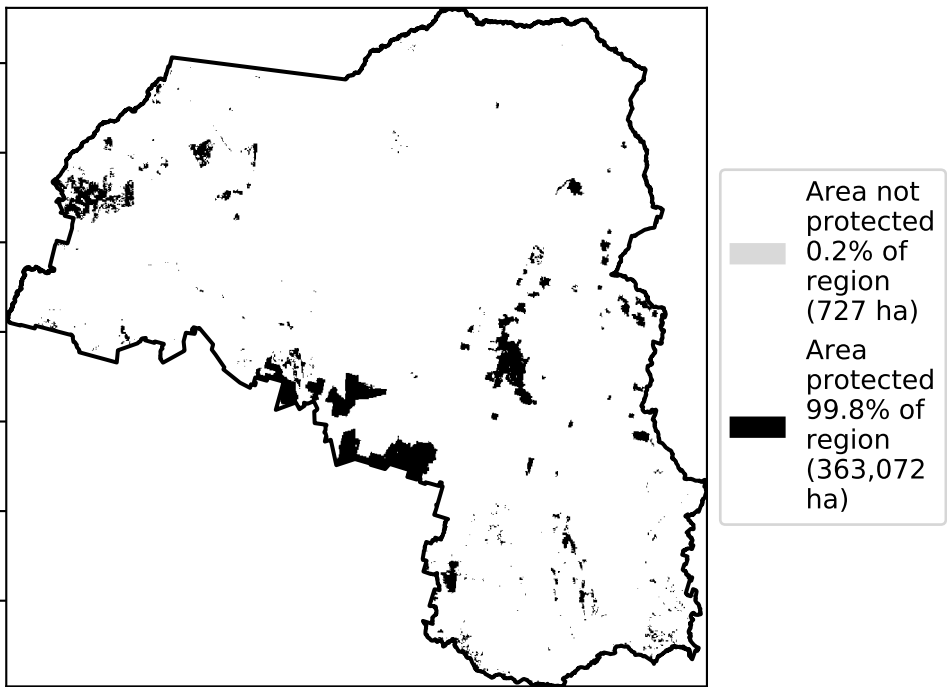 Area not
protected
0.2% of
region
(727 ha)
Area
protected
99.8% of
region
(363,072
ha)